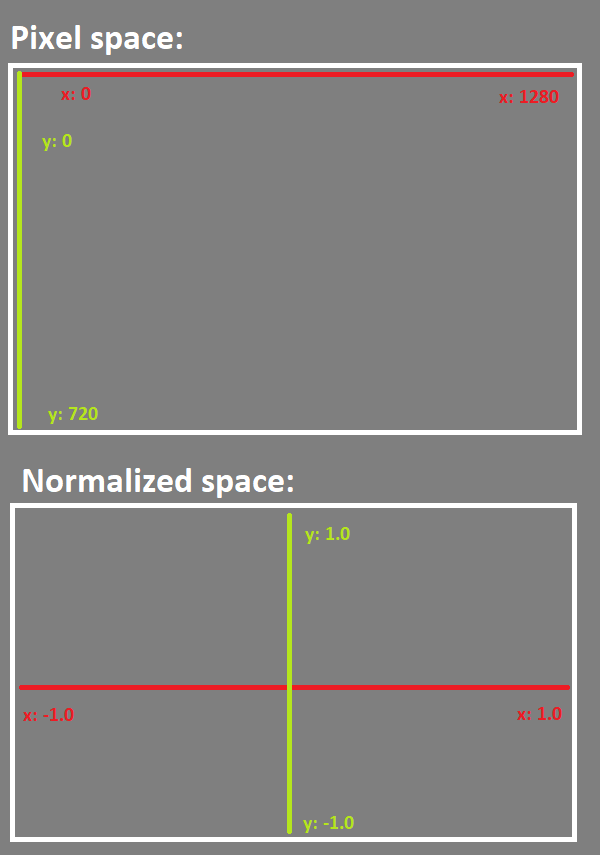 Pixel space:
x: 0
x: 1280
y: 0
y: 720
Normalized space:
y: 1.0
x: -1.0
x: 1.0
y: -1.0